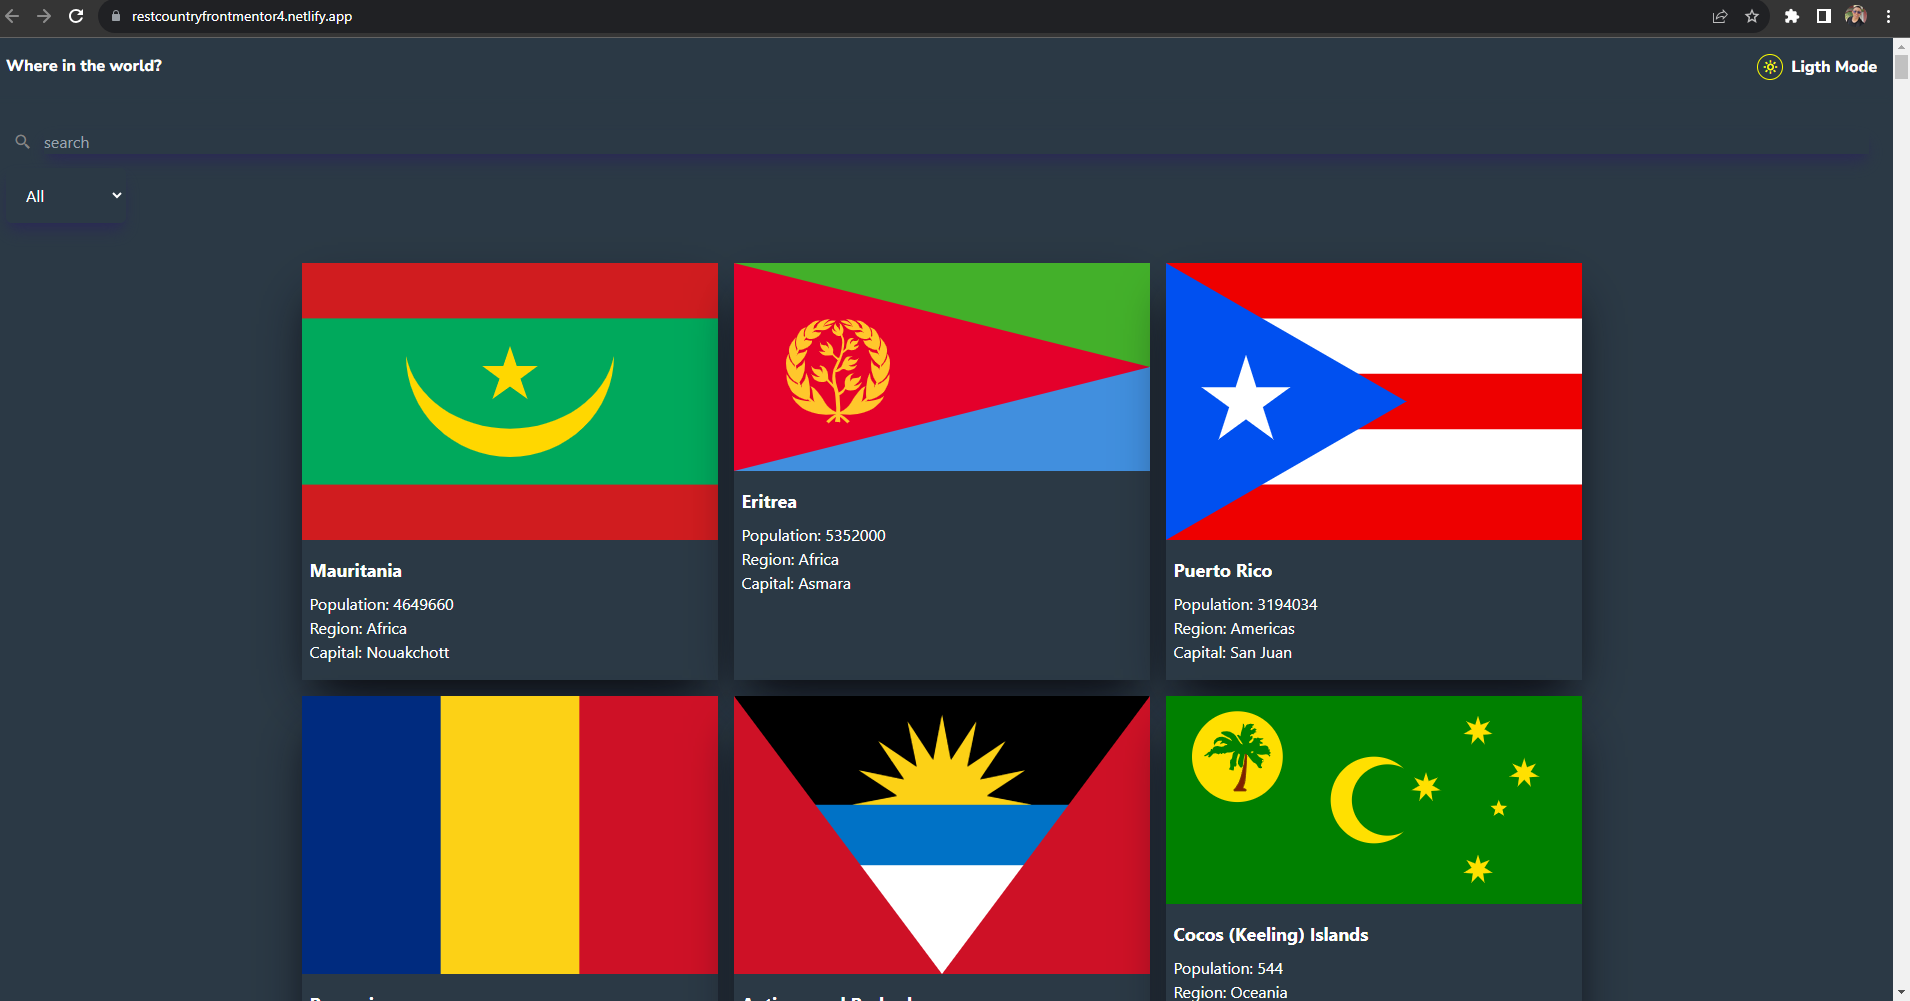 restcountryfrontmentor4.netlify.app
Where in the world?
Ligth Mode
search
All
Mauritania
Population: 4649660
Region: Africa
Capital: Nouakchott
Eritrea
Population: 5352000
Region: Africa
Capital: Asmara
Puerto Rico
Population: 3194034
Region: Americas
Capital: San Juan
Cocos (Keeling) Islands
Population: 544
Region: Oceania